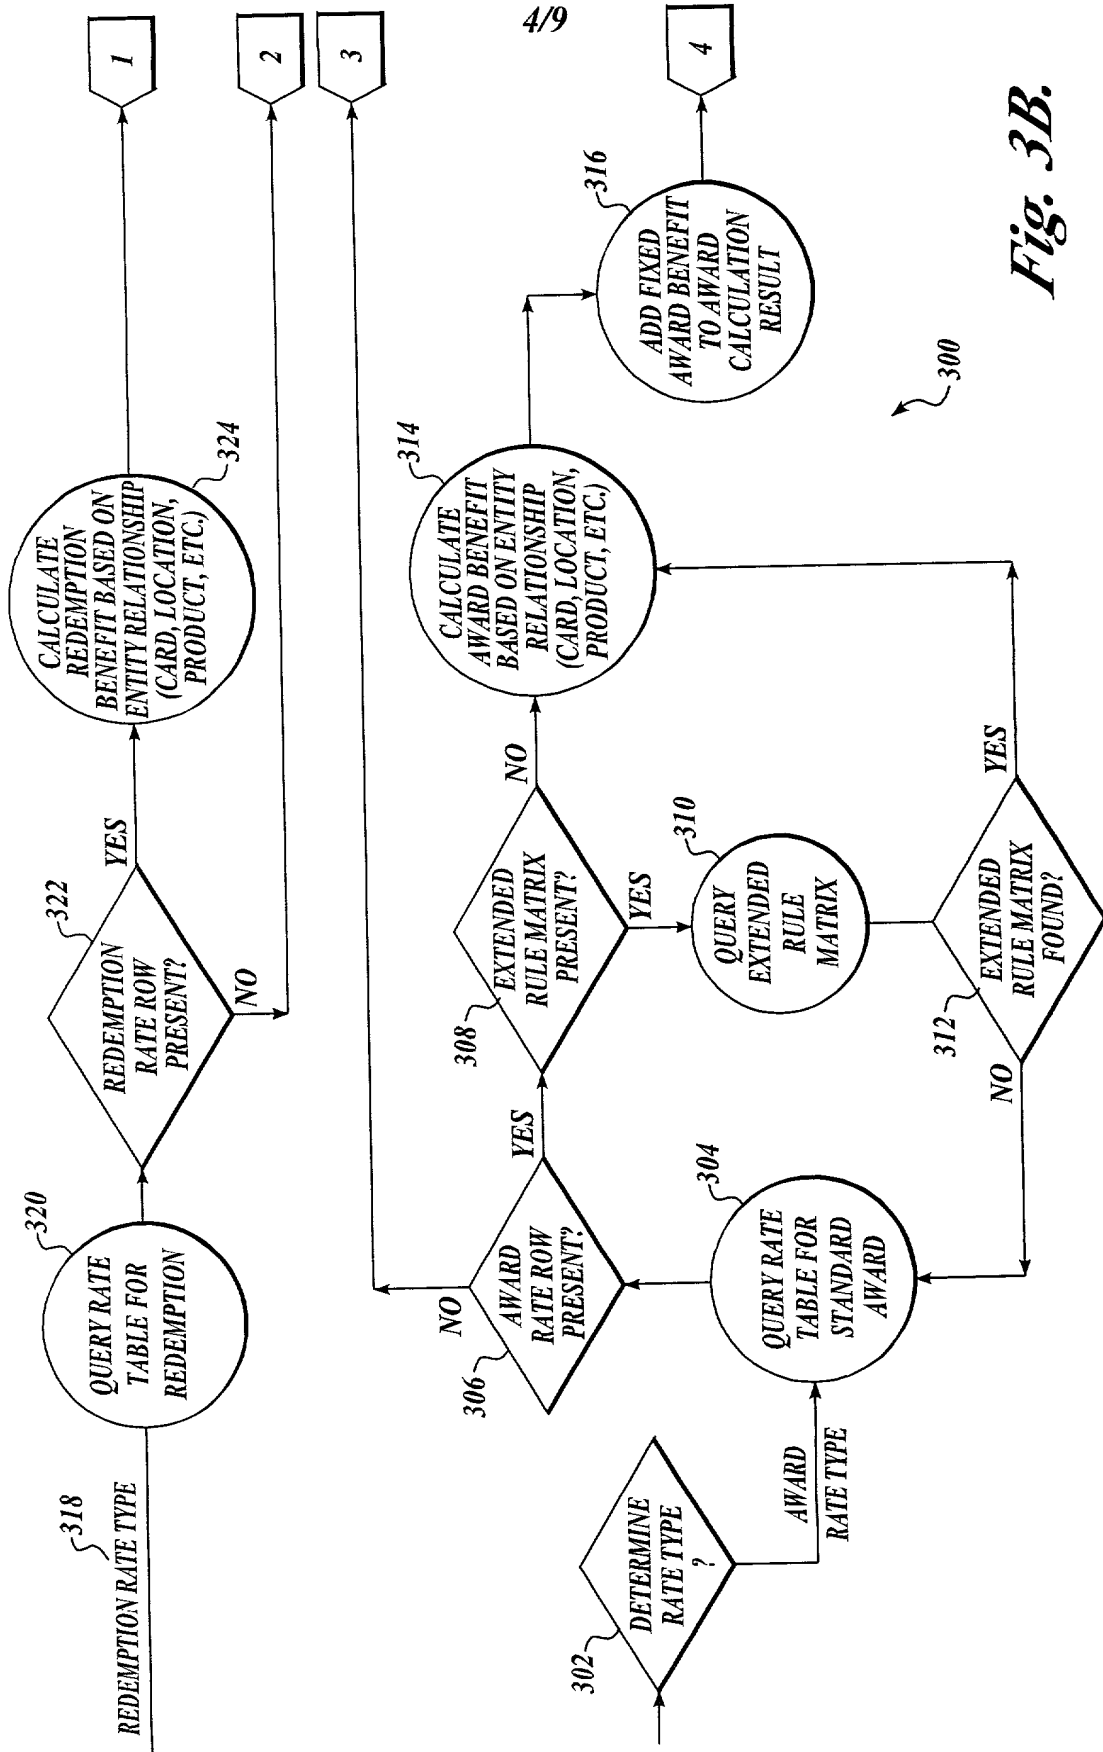 4/9
REDEMPTION RATE TYPE
318
QUERY RATE
TABLE FOR
REDEMPTION
320
REDEMPTION
RATE ROW
PRESENT?
322
YES
NO
CALCULATE
REDEMPTION
BENEFIT BASED ON
ENTITY RELATIONSHIP
(CARD, LOCATION,
PRODUCT, ETC.)
324
1
2
3
DETERMINE
RATE TYPE
?
302
AWARD
RATE TYPE
QUERY RATE
TABLE FOR
STANDARD
AWARD
304
AWARD
RATE ROW
PRESENT?
306
NO
YES
EXTENDED
RULE MATRIX
PRESENT?
308
NO
YES
QUERY
EXTENDED
RULE
MATRIX
310
EXTENDED
RULE MATRIX
FOUND?
312
NO
YES
CALCULATE
AWARD BENEFIT
BASED ON ENTITY
RELATIONSHIP
(CARD, LOCATION,
PRODUCT, ETC.)
314
ADD FIXED
AWARD BENEFIT
TO AWARD
CALCULATION
RESULT
316
4
300
Fig. 3B.